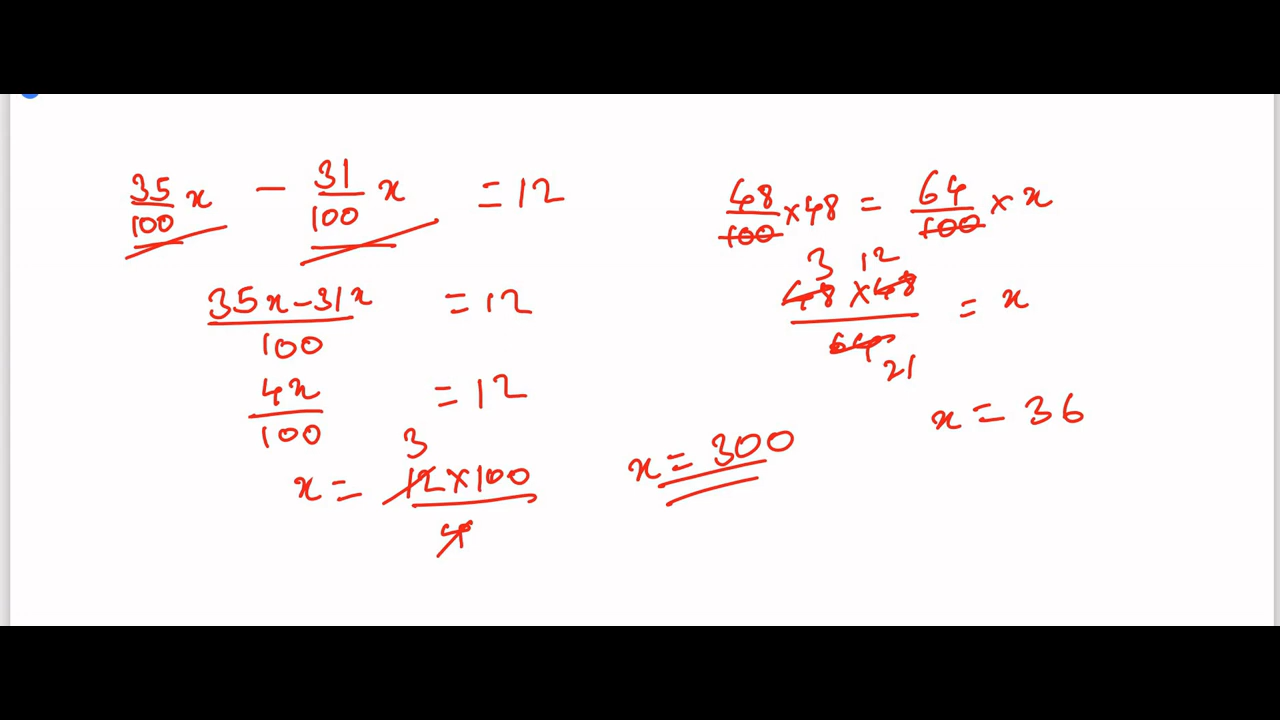 35/100 x - 31/100 x = 12
35x-31x/100 = 12
4x/100 = 12
3
x = 12×100/4
x = 300
48/100 ×48 = 64/100 × x
3 12
48 ×48/64 = x
21
x = 36